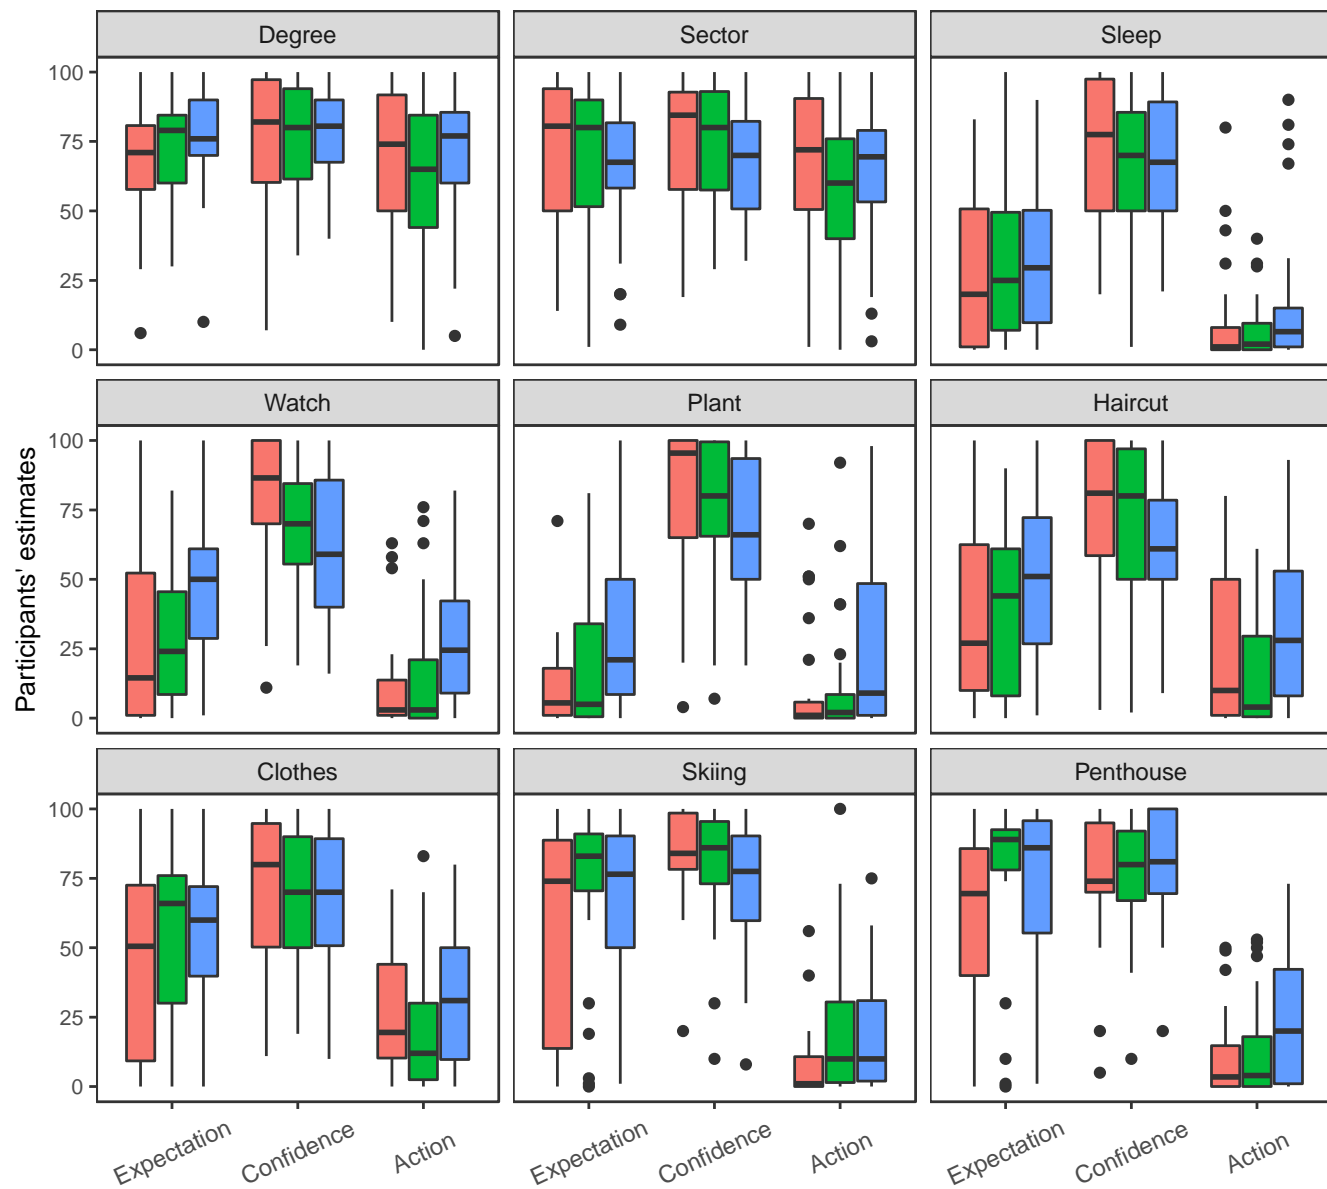 Degree
Sector
Sleep
100
75
50
25
0
Watch
Plant
Haircut
100
75
50
25
0
Participants' estimates
Clothes
Skiing
Penthouse
100
75
50
25
0
Expectation
Confidence
Action
Expectation
Confidence
Action
Expectation
Confidence
Action